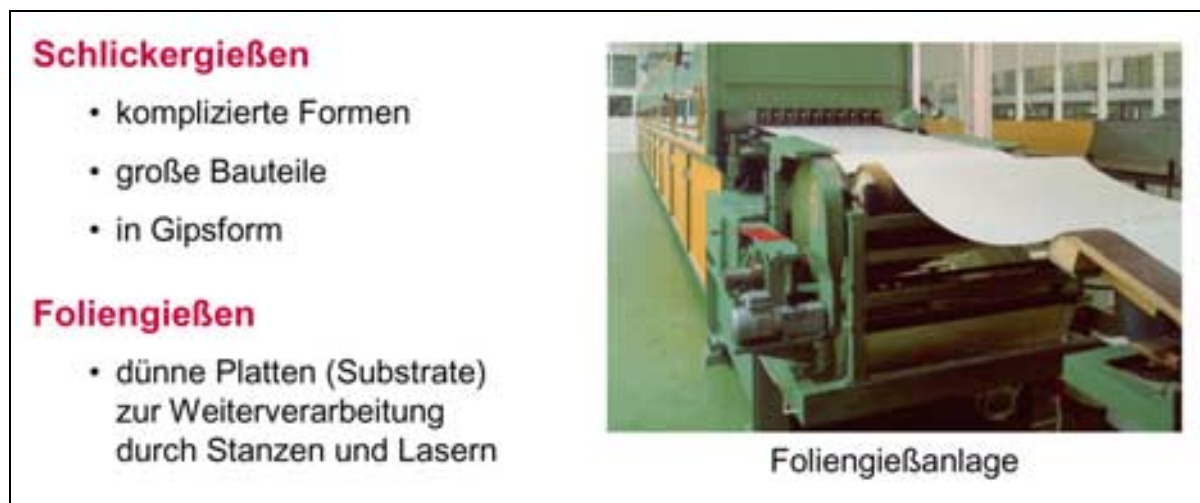 Schlickergießen
• komplizierte Formen
• große Bauteile
• in Gipsform
Foliengießen
• dünne Platten (Substrate)
zur Weiterverarbeitung
durch Stanzen und Lasern
Foliengießanlage